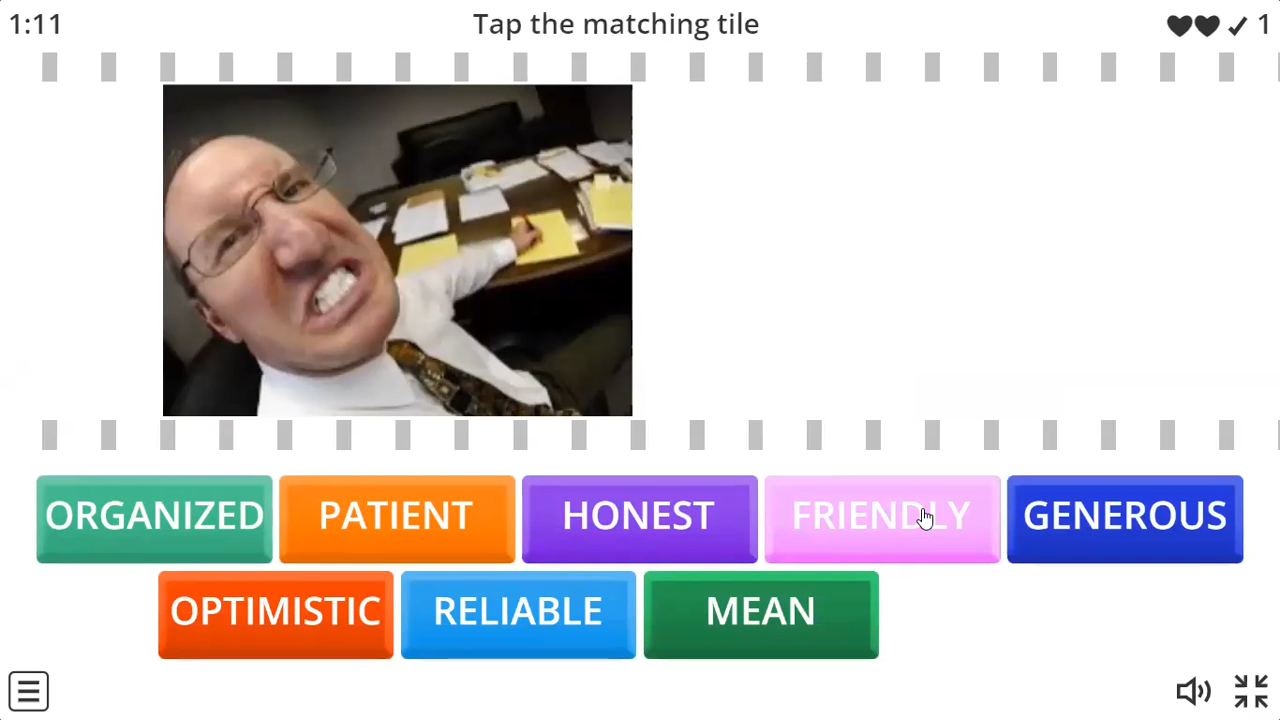 1:11 Tap the matching tile ✓ 1
ORGANIZED PATIENT HONEST FRIENDLY GENEROUS
OPTIMISTIC RELIABLE MEAN